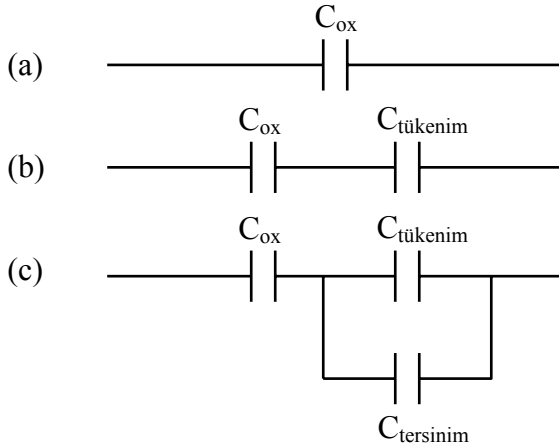 C_ox
(a)
C_ox C_tükenim
(b)
C_ox C_tükenim
(c)
C_tersinim